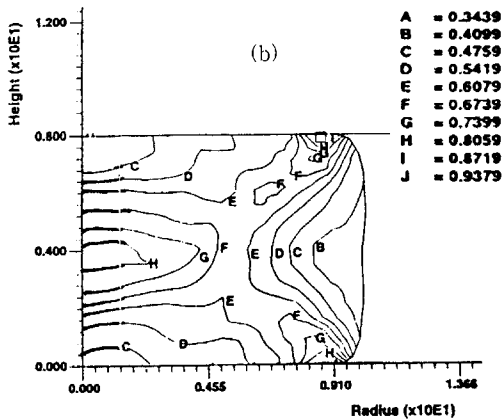 1.200
Height (x10E1)
(b)
A = 0.3439
B = 0.4099
C = 0.4759
D = 0.5419
E = 0.6079
F = 0.6739
G = 0.7399
H = 0.8059
I = 0.8719
J = 0.9379
0.800
C
D
G
F
F
E
0.400
H
G
F
E
D
C
B
E
F
C
D
G
H
0.000
0.000
0.455
0.910
1.366
Radius (x10E1)